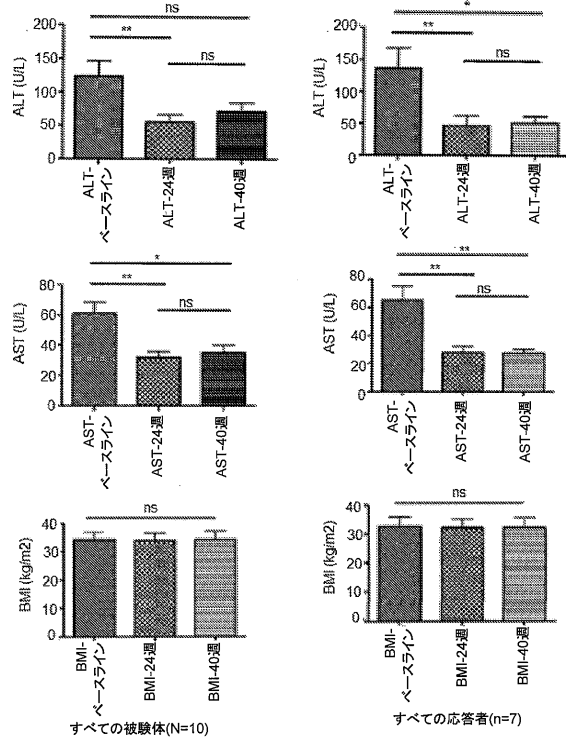 ns
**
ns
ALT (U/L)
200
150
100
50
0
ALT-ベースライン
ALT-24週
ALT-40週
*
**
ns
ALT (U/L)
200
150
100
50
0
ALT-ベースライン
ALT-24週
ALT-40週
*
**
ns
AST (U/L)
80
60
40
20
0
AST-ベースライン
AST-24週
AST-40週
**
**
ns
AST (U/L)
80
60
40
20
0
AST-ベースライン
AST-24週
AST-40週
ns
BMI (kg/m2)
40
30
20
10
0
BMI-ベースライン
BMI-24週
BMI-40週
すべての被験体(N=10)
ns
BMI (kg/m2)
40
30
20
10
0
BMI-ベースライン
BMI-24週
BMI-40週
すべての応答者(n=7)